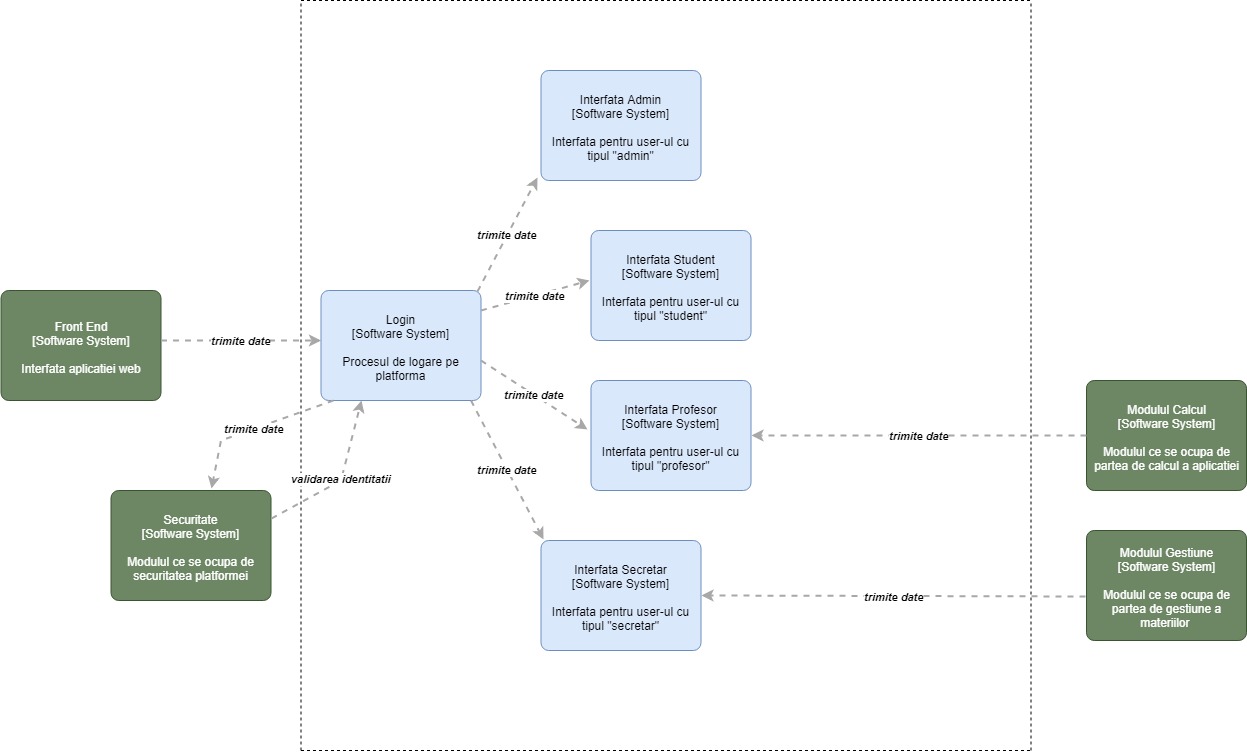 Interfata Admin
[Software System]
Interfata pentru user-ul cu
tipul "admin"
trimite date
Interfata Student
[Software System]
Interfata pentru user-ul cu
tipul "student"
trimite date
Front End
[Software System]
Interfata aplicatiei web
trimite date
Login
[Software System]
Procesul de logare pe
platforma
trimite date
Interfata Profesor
[Software System]
Interfata pentru user-ul cu
tipul "profesor"
trimite date
Modulul Calcul
[Software System]
Modulul ce se ocupa de
partea de calcul a aplicatiei
trimite date
validarea identitatii
trimite date
Securitate
[Software System]
Modulul ce se ocupa de
securitatea platformei
Interfata Secretar
[Software System]
Interfata pentru user-ul cu
tipul "secretar"
trimite date
Modulul Gestiune
[Software System]
Modulul ce se ocupa de
partea de gestiune a
materiilor